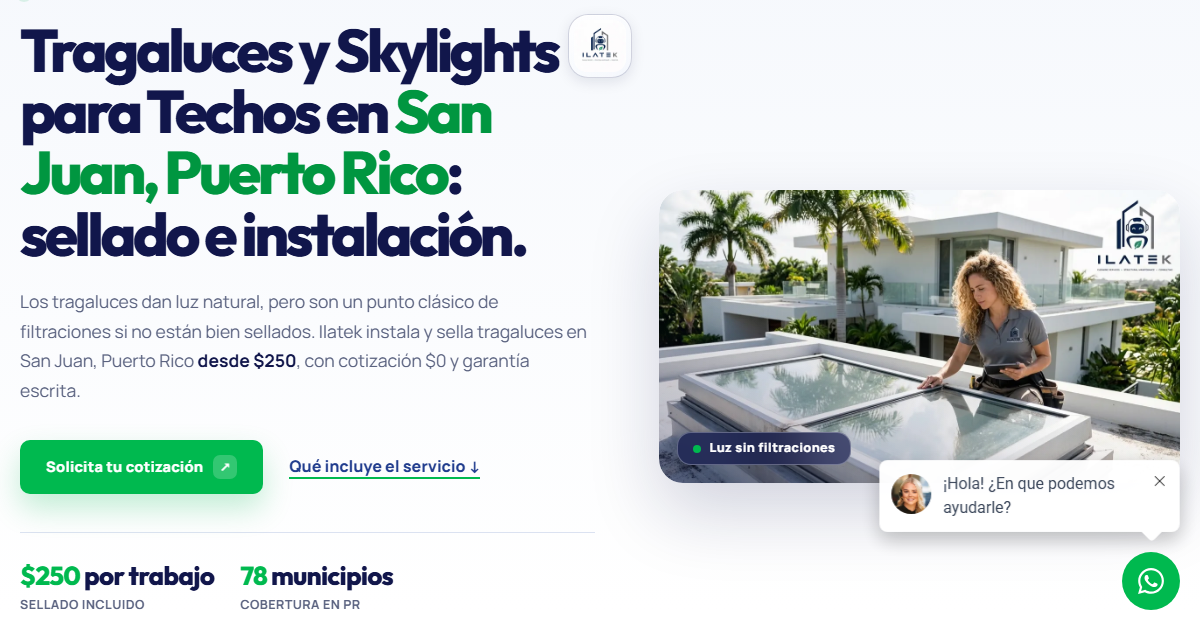 Tragaluces y Skylights
ILATEK
para Techos en San
Juan, Puerto Rico:
sellado e instalación.
Los tragaluces dan luz natural, pero son un punto clásico de
filtraciones si no están bien sellados. Ilatek instala y sella tragaluces en
San Juan, Puerto Rico desde $250, con cotización $0 y garantía
escrita.
Solicita tu cotización ↗
Qué incluye el servicio ↓
$250 por trabajo
SELLADO INCLUIDO
78 municipios
COBERTURA EN PR
ILATEK
Luz sin filtraciones
¡Hola! ¿En que podemos
ayudarle?